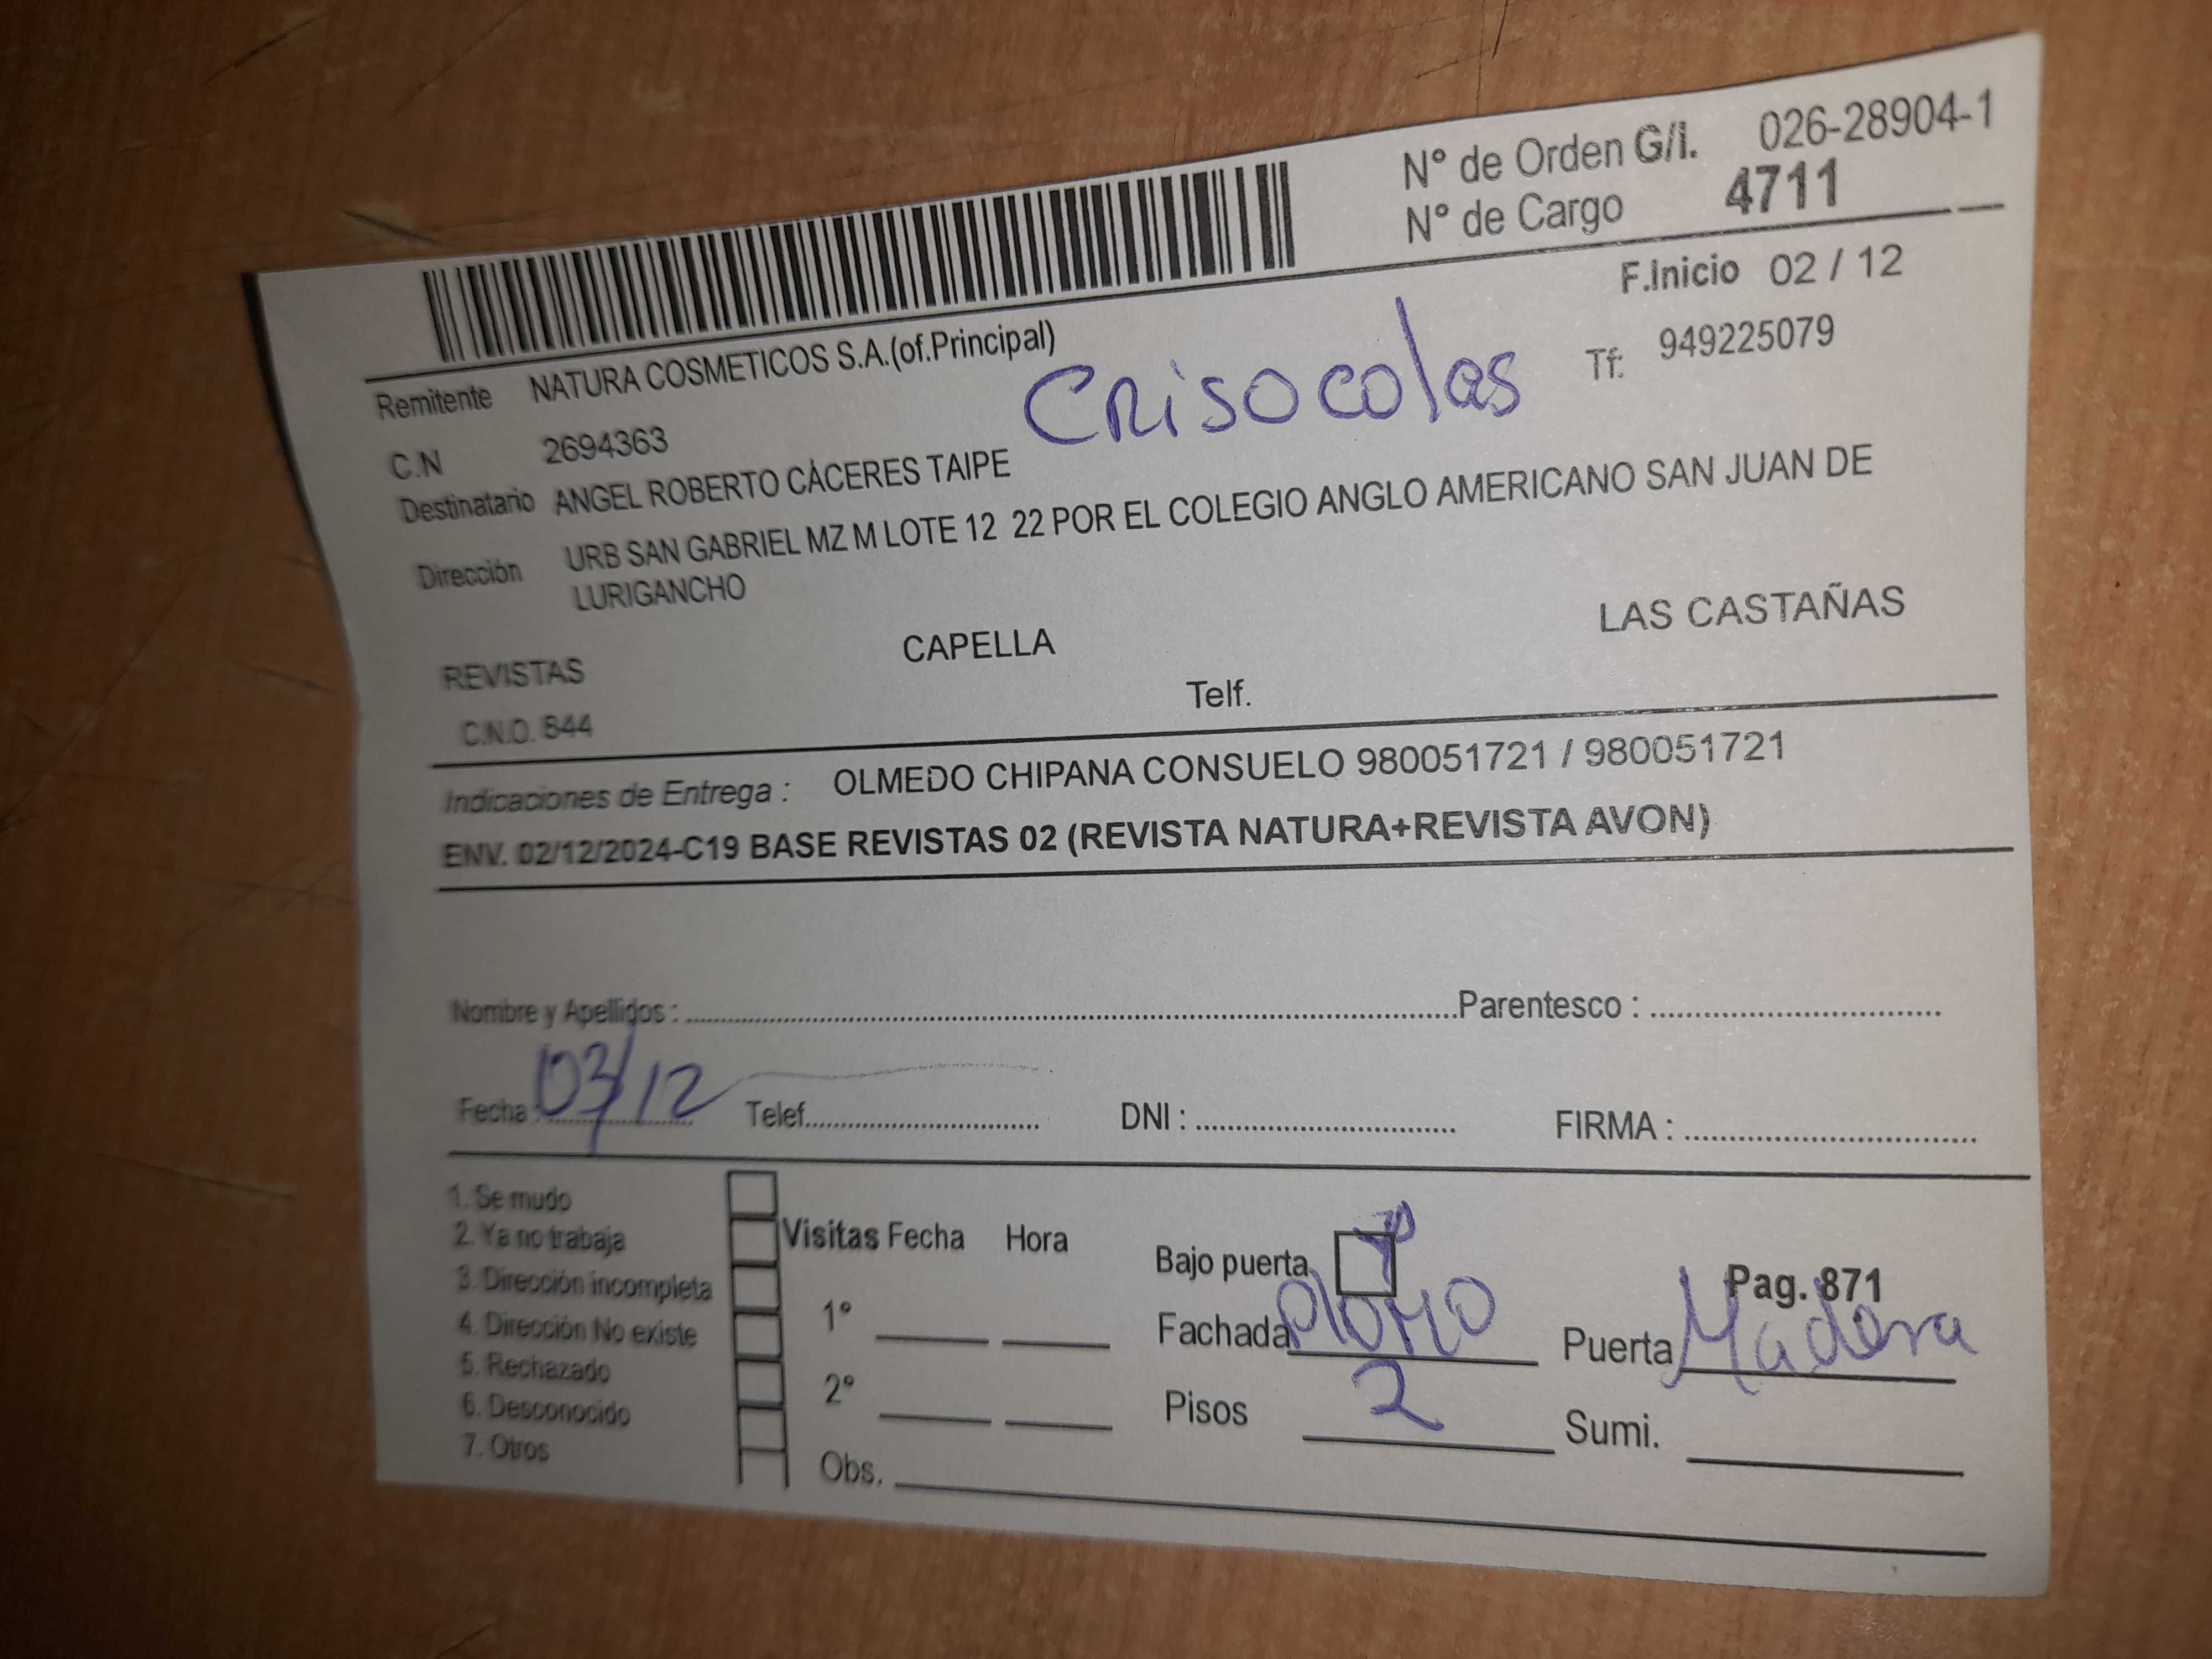 N° de Orden G/I. 026-28904-1
N° de Cargo 4711
F.Inicio 02 / 12
Remitente NATURA COSMETICOS S.A.(of.Principal)
Crisocolas
Tf: 949225079
C.N 2694363
Destinatario ANGEL ROBERTO CÁCERES TAIPE
Dirección URB SAN GABRIEL MZ M LOTE 12 22 POR EL COLEGIO ANGLO AMERICANO SAN JUAN DE
LURIGANCHO
REVISTAS CAPELLA LAS CASTAÑAS
C.N.O. 844 Telf.
Indicaciones de Entrega : OLMEDO CHIPANA CONSUELO 980051721 / 980051721
ENV. 02/12/2024-C19 BASE REVISTAS 02 (REVISTA NATURA+REVISTA AVON)
Nombre y Apellidos : Parentesco :
Fecha : 03/12 Telef. DNI : FIRMA :
1. Se mudo
2. Ya no trabaja
3. Dirección incompleta
4. Dirección No existe
5. Rechazado
6. Desconocido
7. Otros
Visitas Fecha Hora
1°
2°
Obs.
Bajo puerta
Pag. 871
Fachada Plomo Puerta Madera
Pisos 2 Sumi.